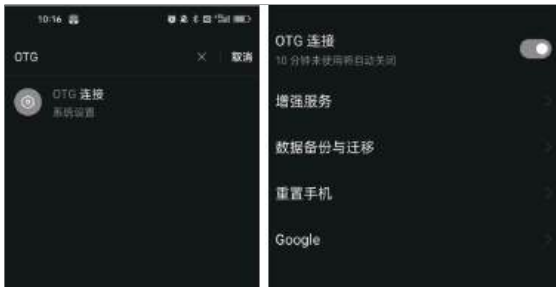 10:16
OTG
取消
OTG 连接
系统设置
OTG 连接
10 分钟未使用将自动关闭
增强服务
数据备份与迁移
重置手机
Google